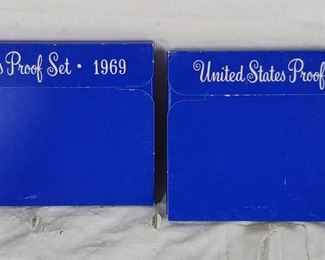 s Proof Set · 1969
United States Proof